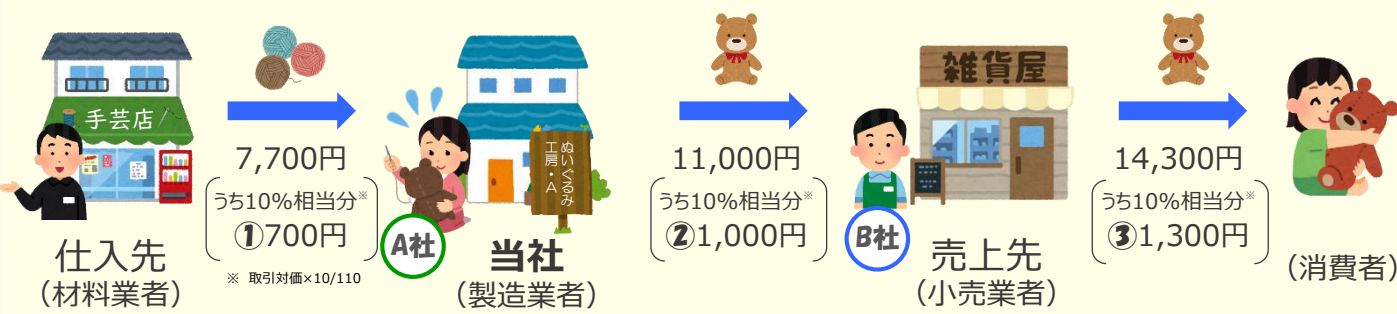 手芸店
7,700円
うち10%相当分※
①700円
※ 取引対価×10/110
仕入先
(材料業者)
ぬいぐるみ
工房・A
A社
当社
(製造業者)
11,000円
うち10%相当分※
②1,000円
雑貨屋
B社
売上先
(小売業者)
14,300円
うち10%相当分※
③1,300円
(消費者)